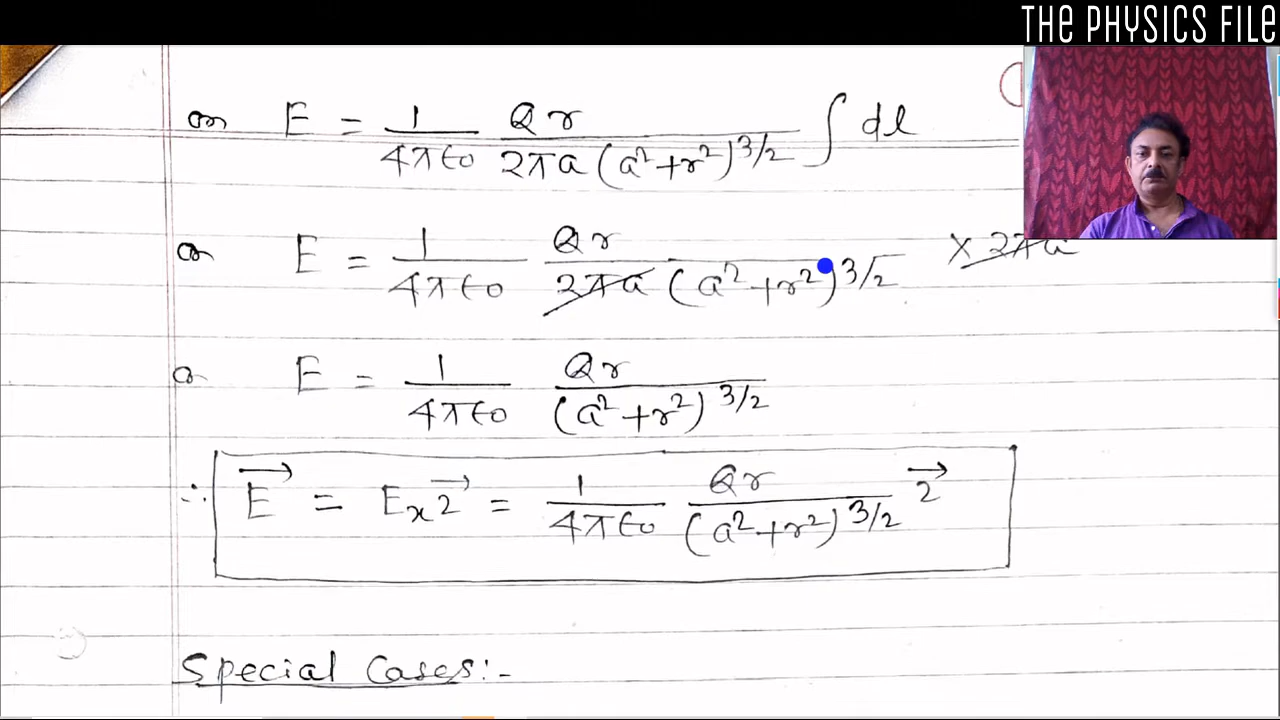 THE PHYSICS FILE
or E = 1/4πϵ0 Qr/2πa(a²+r²)^3/2 ∫ dl
or E = 1/4πϵ0 Qr/2πa(a²+r²)^3/2 × 2πa
or E = 1/4πϵ0 Qr/(a²+r²)^3/2
∴ E⃗ = Eₓ i⃗ = 1/4πϵ0 Qr/(a²+r²)^3/2 i⃗
Special Cases:-